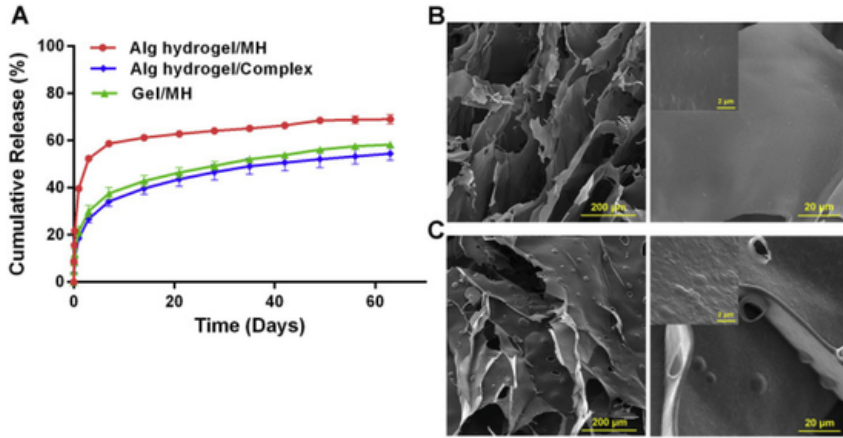 A
Cumulative Release (%)
100
80
60
40
20
0
Alg hydrogel/MH
Alg hydrogel/Complex
Gel/MH
0
20
40
60
Time (Days)
B
200 µm
2 µm
20 µm
C
200 µm
2 µm
20 µm